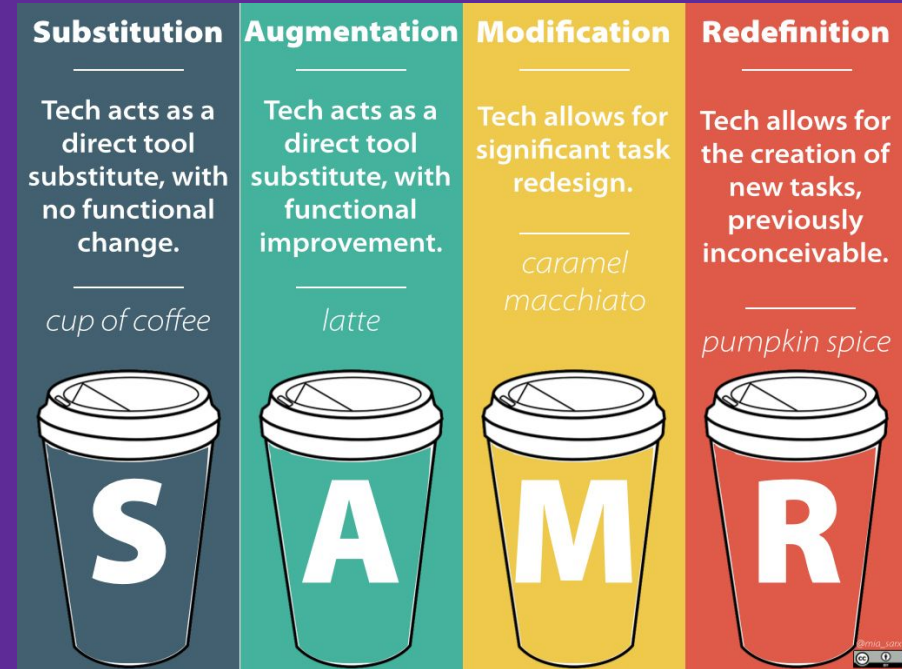 Substitution
Tech acts as a
direct tool
substitute, with
no functional
change.
cup of coffee
S
Augmentation
Tech acts as a
direct tool
substitute, with
functional
improvement.
latte
A
Modification
Tech allows for
significant task
redesign.
caramel
macchiato
M
Redefinition
Tech allows for
the creation of
new tasks,
previously
inconceivable.
pumpkin spice
R
cc